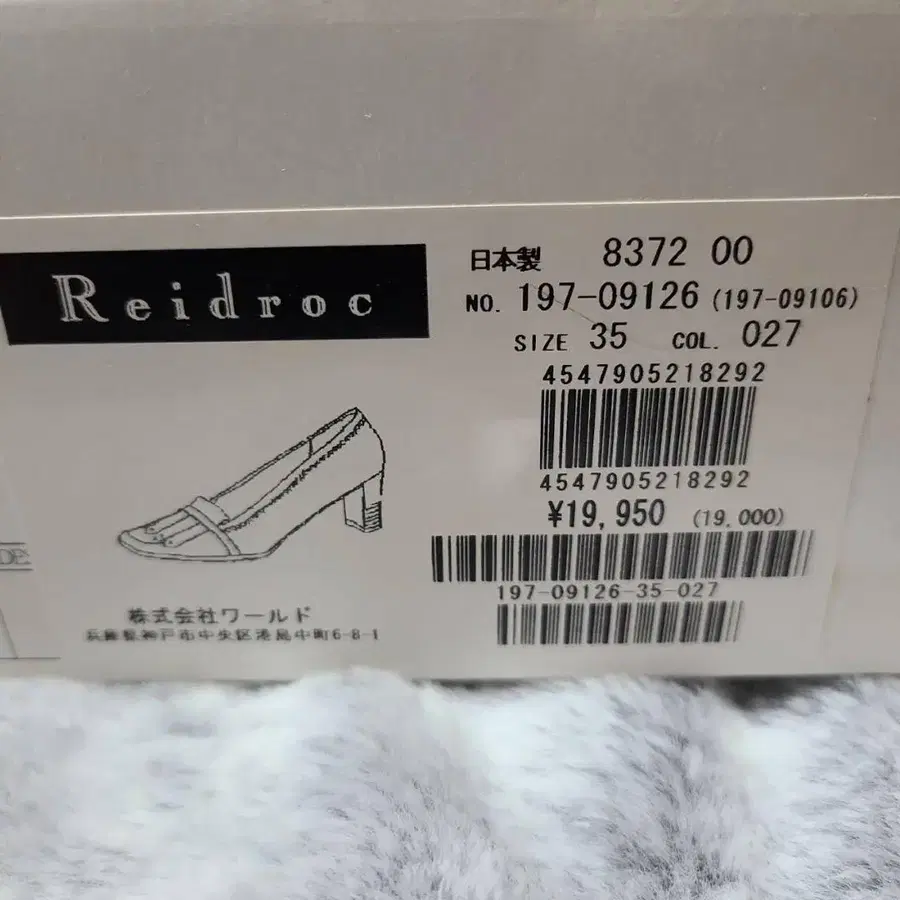 Reidroc
日本製 8372 00
NO. 197-09126 (197-09106)
SIZE 35 COL. 027
4547905218292
4547905218292
¥19,950 (19,000)
197-09126-35-027
株式会社ワールド
兵庫県神戸市中央区港島中町6-8-1
DE